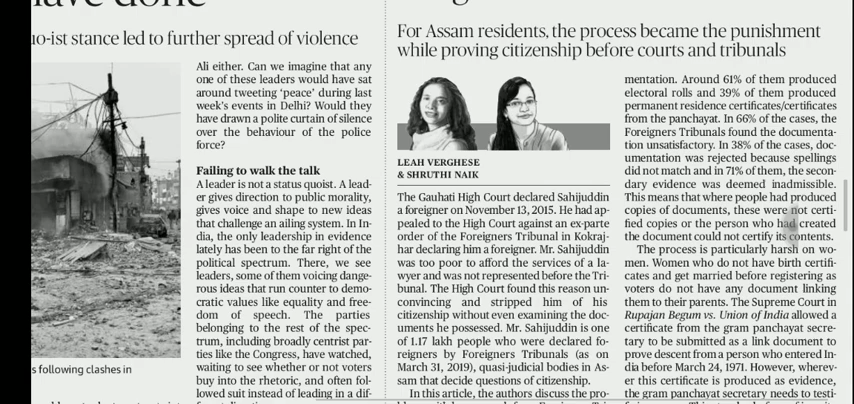 have done
uo-ist stance led to further spread of violence
s following clashes in
Ali either. Can we imagine that any
one of these leaders would have sat
around tweeting ‘peace’ during last
week’s events in Delhi? Would they
have drawn a polite curtain of silence
over the behaviour of the police
force?
Failing to walk the talk
A leader is not a status quoist. A lead-
er gives direction to public morality,
gives voice and shape to new ideas
that challenge an ailing system. In In-
dia, the only leadership in evidence
lately has been to the far right of the
political spectrum. There, we see
leaders, some of them voicing dange-
rous ideas that run counter to demo-
cratic values like equality and free-
dom of speech. The parties
belonging to the rest of the spec-
trum, including broadly centrist par-
ties like the Congress, have watched,
waiting to see whether or not voters
buy into the rhetoric, and often fol-
lowed suit instead of leading in a dif-
For Assam residents, the process became the punishment
while proving citizenship before courts and tribunals
LEAH VERGHESE
& SHRUTHI NAIK
The Gauhati High Court declared Sahijuddin
a foreigner on November 13, 2015. He had ap-
pealed to the High Court against an ex-parte
order of the Foreigners Tribunal in Kokraj-
har declaring him a foreigner. Mr. Sahijuddin
was too poor to afford the services of a la-
wyer and was not represented before the Tri-
bunal. The High Court found this reason un-
convincing and stripped him of his
citizenship without even examining the doc-
uments he possessed. Mr. Sahijuddin is one
of 1.17 lakh people who were declared fo-
reigners by Foreigners Tribunals (as on
March 31, 2019), quasi-judicial bodies in As-
sam that decide questions of citizenship.
In this article, the authors discuss the pro-
mentation. Around 61% of them produced
electoral rolls and 39% of them produced
permanent residence certificates/certificates
from the panchayat. In 66% of the cases, the
Foreigners Tribunals found the documenta-
tion unsatisfactory. In 38% of the cases, doc-
umentation was rejected because spellings
did not match and in 71% of them, the secon-
dary evidence was deemed inadmissible.
This means that where people had produced
copies of documents, these were not certi-
fied copies or the person who had created
the document could not certify its contents.
The process is particularly harsh on wo-
men. Women who do not have birth certifi-
cates and get married before registering as
voters do not have any document linking
them to their parents. The Supreme Court in
Rupajan Begum vs. Union of India allowed a
certificate from the gram panchayat secre-
tary to be submitted as a link document to
prove descent from a person who entered In-
dia before March 24, 1971. However, wherev-
er this certificate is produced as evidence,
the gram panchayat secretary needs to testi-